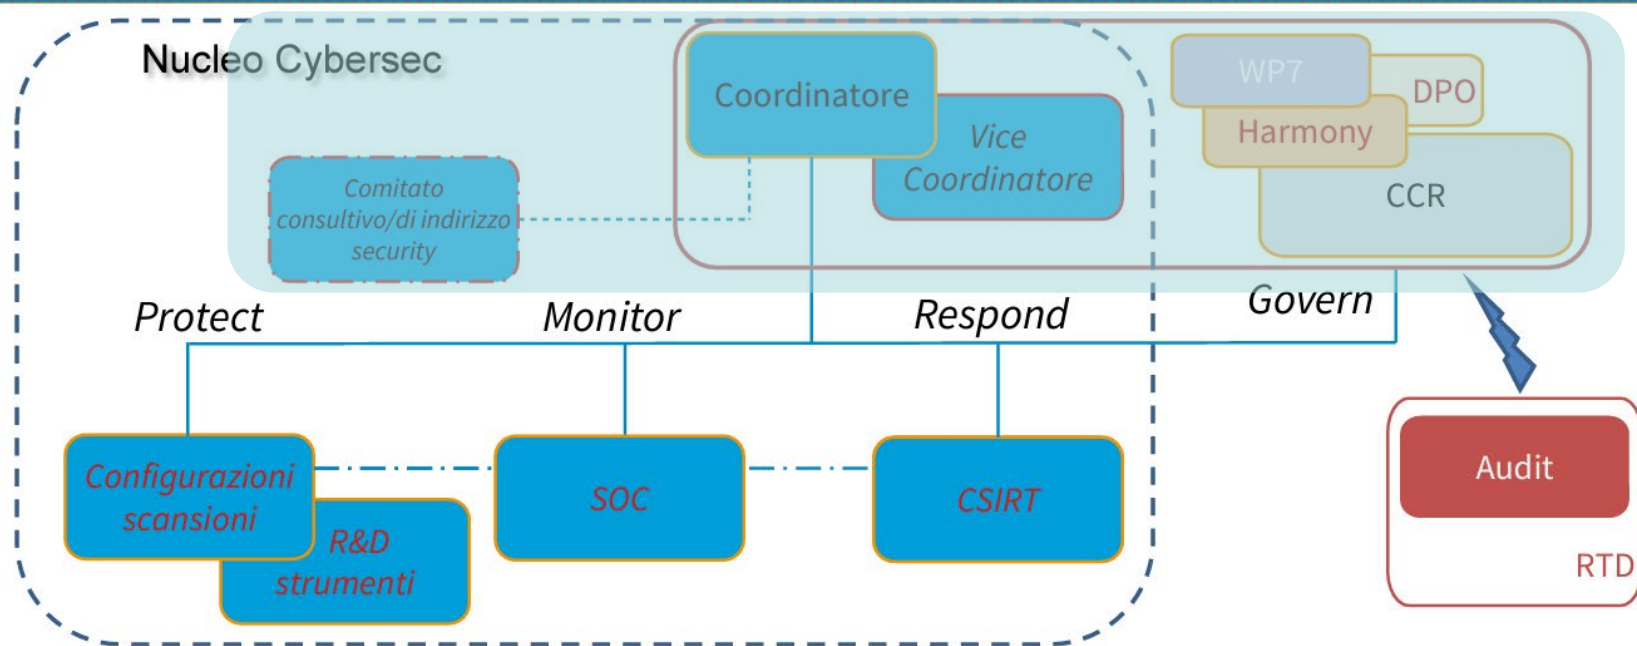 Nucleo Cybersec
Coordinatore
Vice
Coordinatore
WP7
DPO
Harmony
CCR
Comitato
consultivo/di indirizzo
security
Protect
Monitor
Respond
Govern
Configurazioni
scansioni
R&D
strumenti
SOC
CSIRT
Audit
RTD